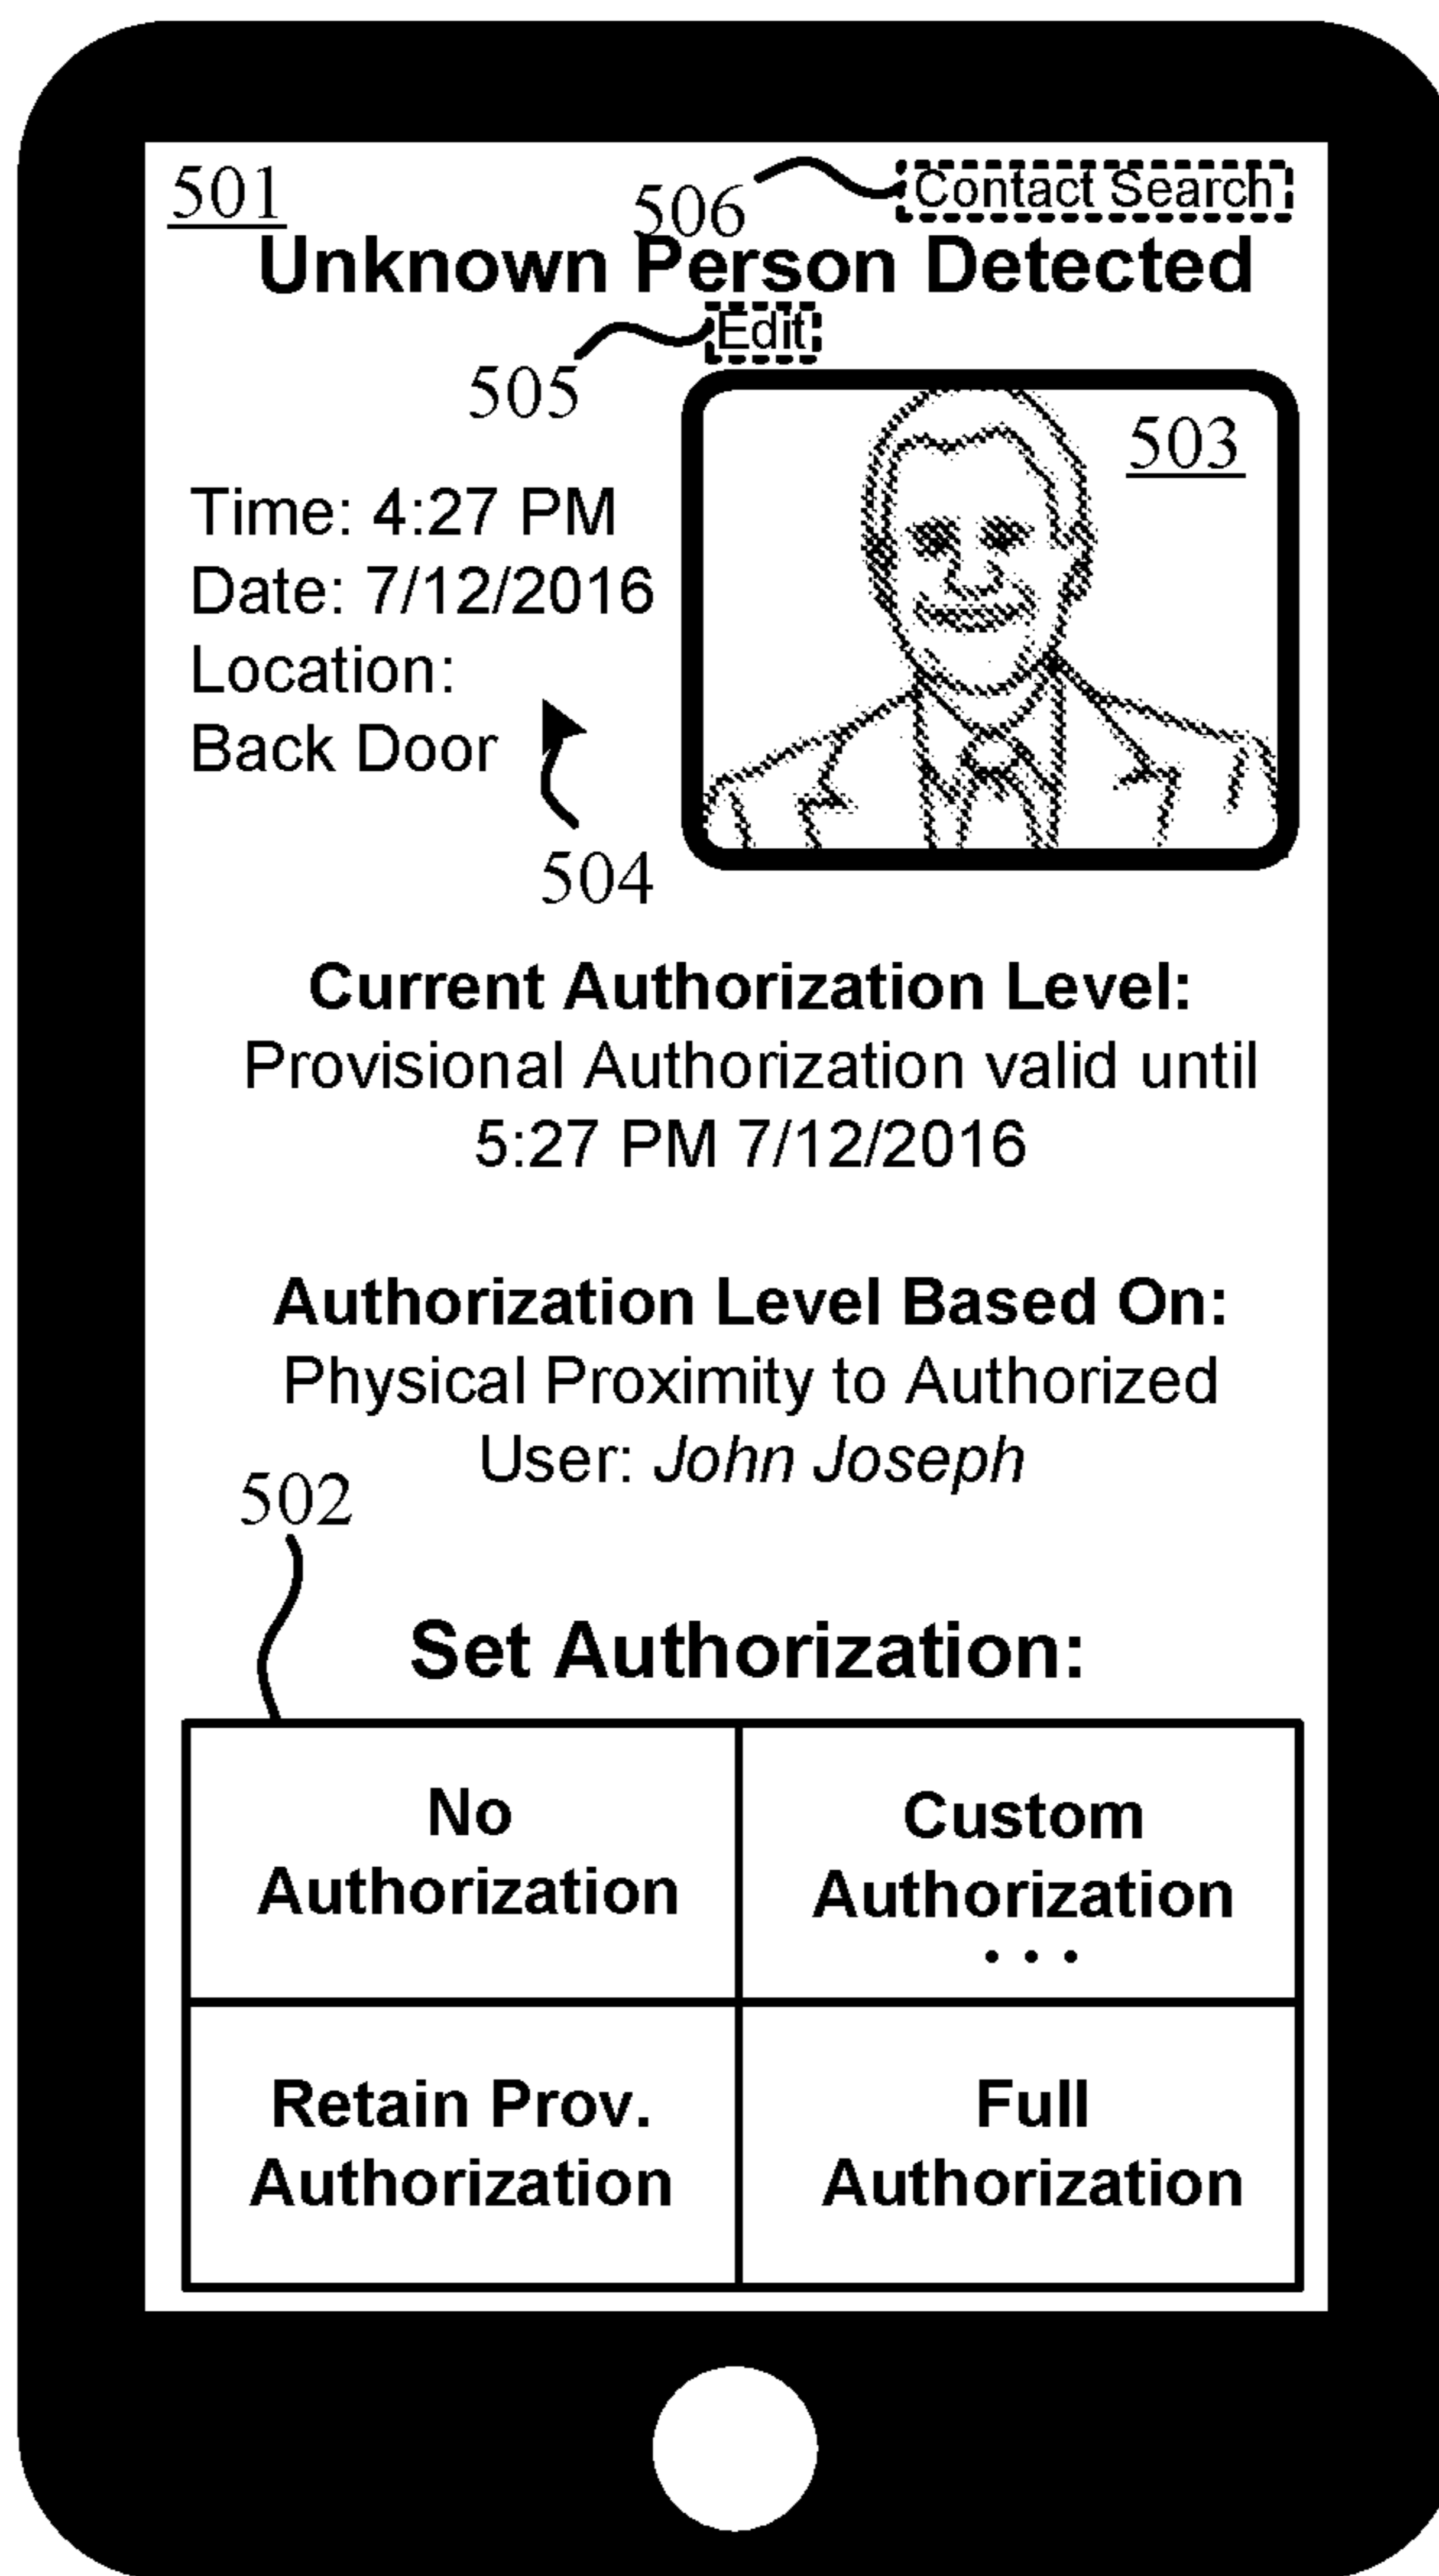 501
506
Contact Search
Unknown Person Detected
Edit
505
503
Time: 4:27 PM
Date: 7/12/2016
Location:
Back Door
504
Current Authorization Level:
Provisional Authorization valid until
5:27 PM 7/12/2016
Authorization Level Based On:
Physical Proximity to Authorized
User: John Joseph
502
Set Authorization:
No
Authorization
Custom
Authorization
...
Retain Prov.
Authorization
Full
Authorization